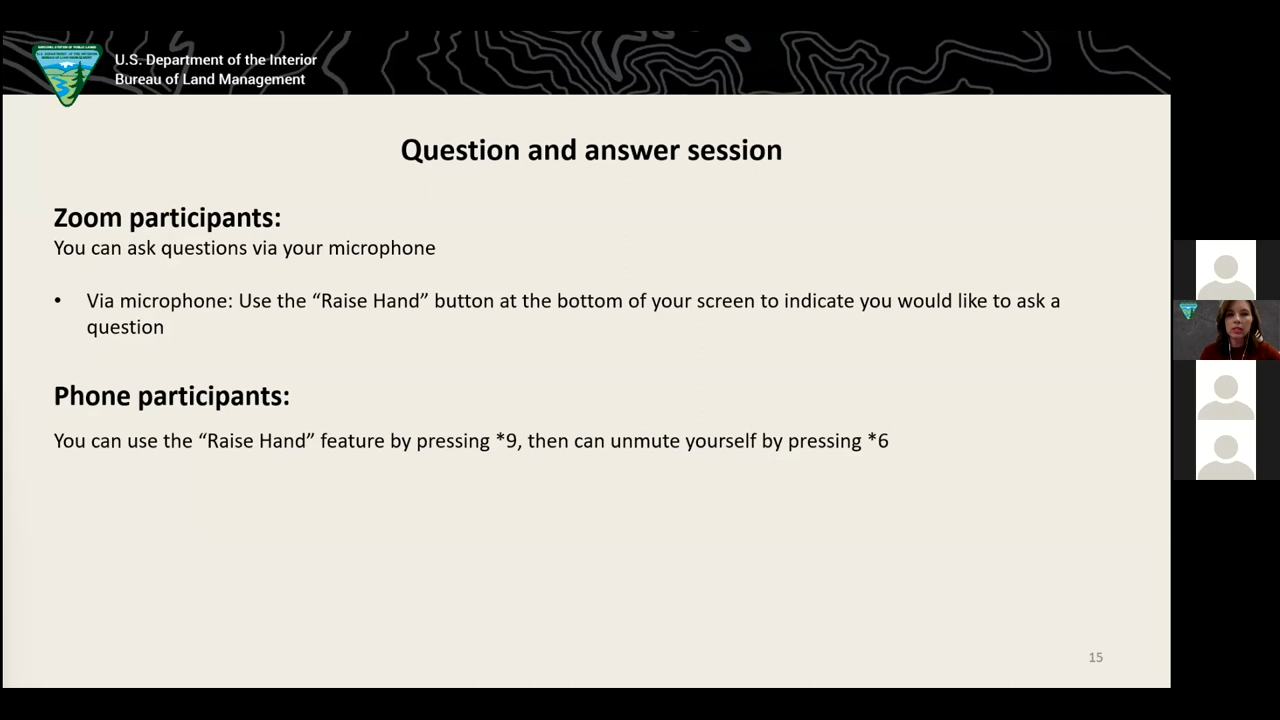 U.S. Department of the Interior
Bureau of Land Management
Question and answer session
Zoom participants:
You can ask questions via your microphone
• Via microphone: Use the “Raise Hand” button at the bottom of your screen to indicate you would like to ask a
question
Phone participants:
You can use the “Raise Hand” feature by pressing *9, then can unmute yourself by pressing *6
15